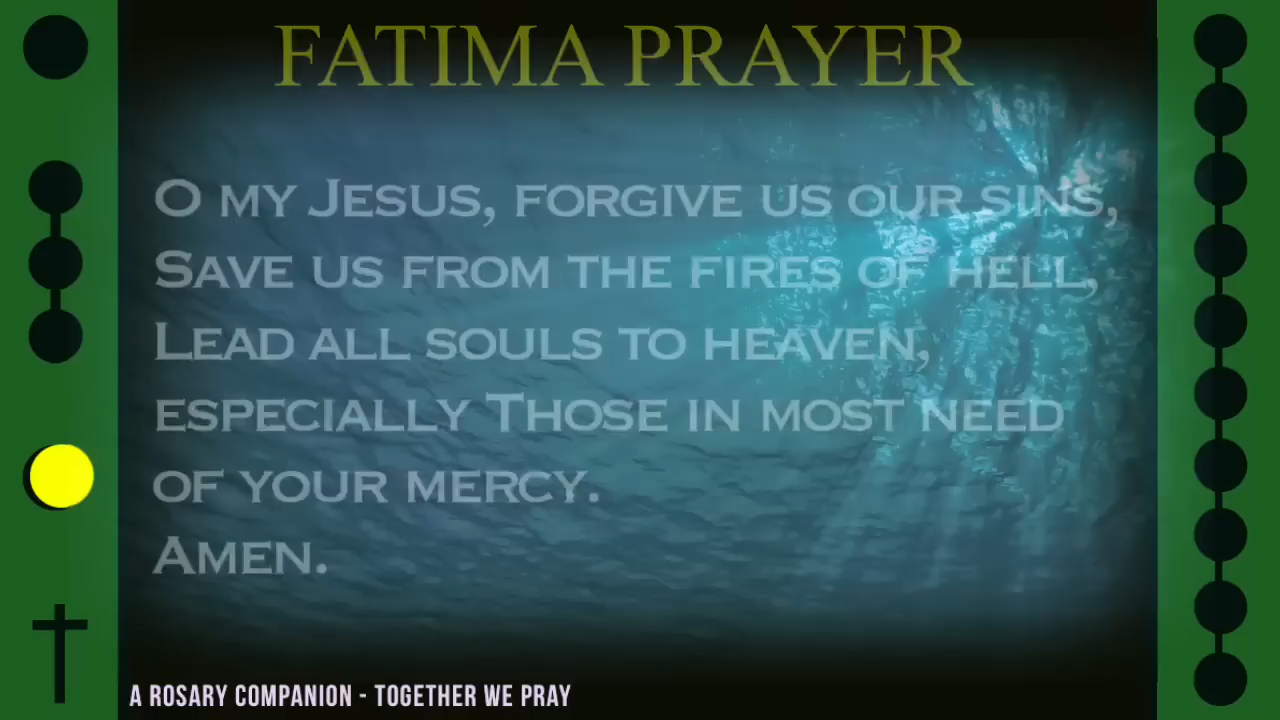 FATIMA PRAYER
O MY JESUS, FORGIVE US OUR SINS,
SAVE US FROM THE FIRES OF HELL,
LEAD ALL SOULS TO HEAVEN,
ESPECIALLY THOSE IN MOST NEED
OF YOUR MERCY.
AMEN.
A ROSARY COMPANION - TOGETHER WE PRAY